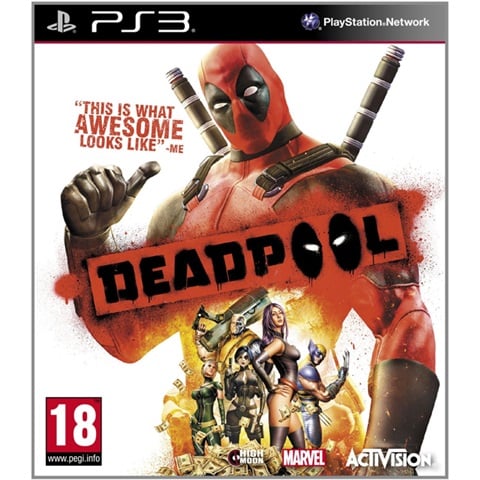 PS3
PlayStation®Network
"THIS IS WHAT
AWESOME
LOOKS LIKE"-ME
DEADPOOL
18
www.pegi.info
HIGH
MOON
MARVEL
ACTIVISION